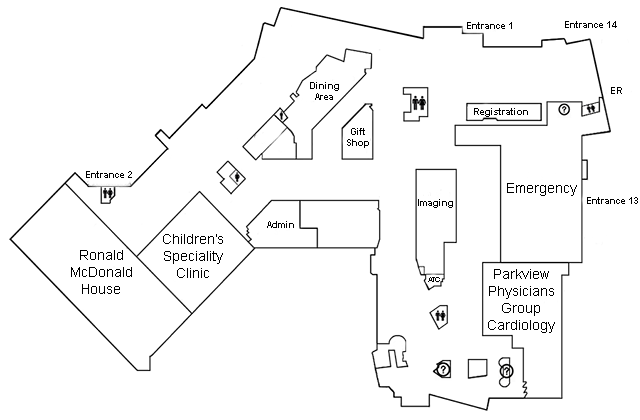 Entrance 1
Entrance 14
Dining
Area
ER
?
Registration
Gift
Shop
Entrance 2
Emergency
Imaging
Entrance 13
Admin
Children's
Speciality
Clinic
Ronald
McDonald
House
ATC
Parkview
Physicians
Group
Cardiology
?
?